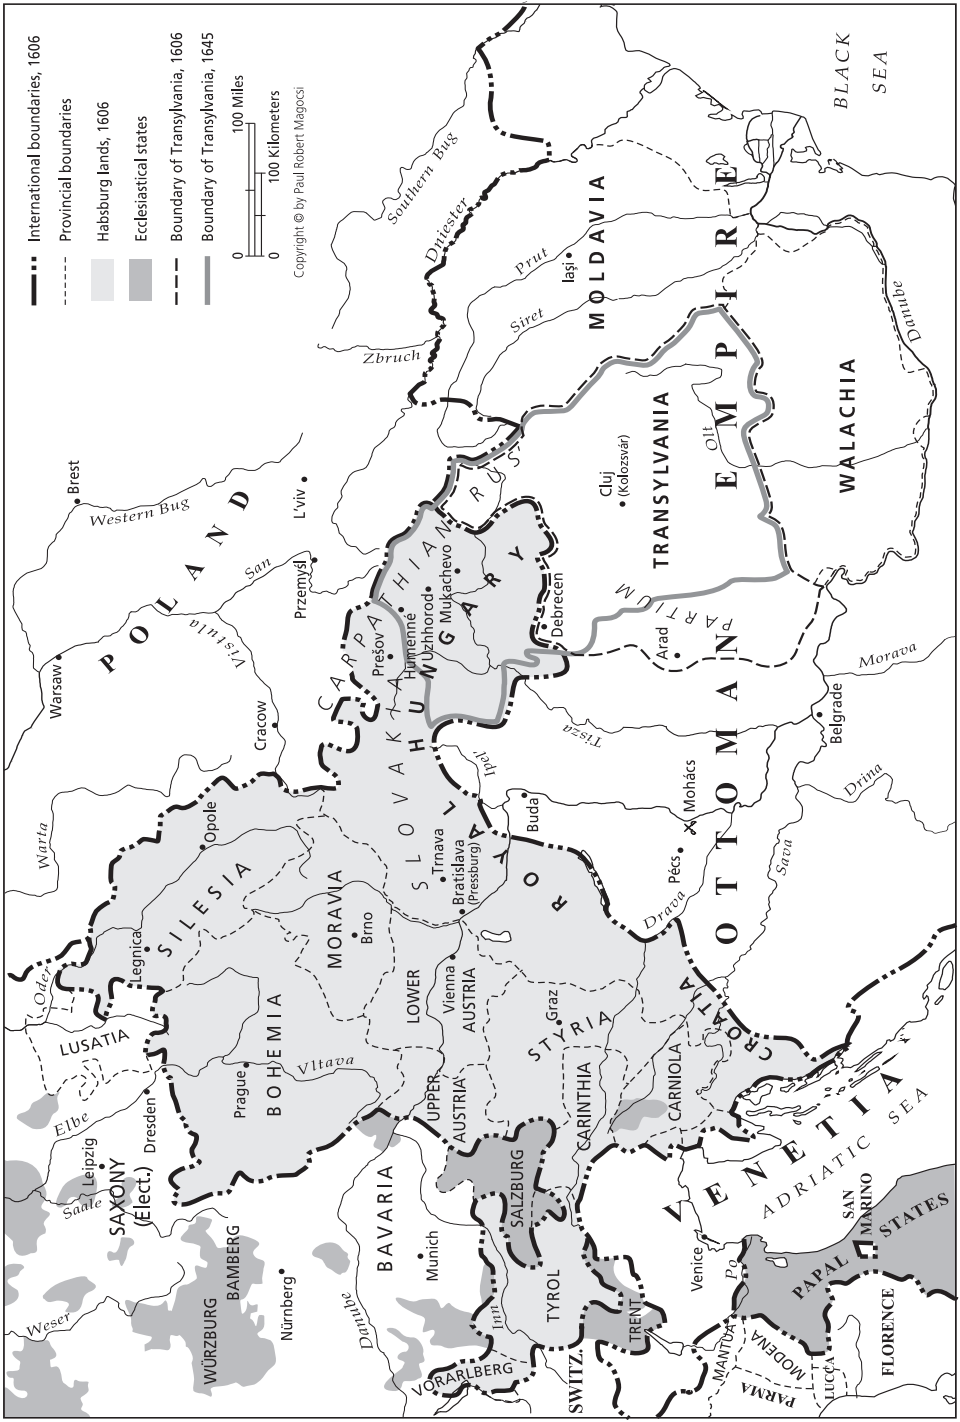 International boundaries, 1606
Provincial boundaries
Habsburg lands, 1606
Ecclesiastical states
Boundary of Transylvania, 1606
Boundary of Transylvania, 1645
0 100 Miles
0 100 Kilometers
Copyright © by Paul Robert Magocsi
Weser
Saale
Leipzig
Elbe
SAXONY
(Elect.)
Dresden
LUSATIA
Oder
Legnica
SILESIA
Opole
Warta
Warsaw
POLAND
Vistula
Cracow
San
Przemyśl
Western Bug
Brest
L'viv
Zbruch
Dniester
Southern Bug
WÜRZBURG
BAMBERG
Nürnberg
Prague
BOHEMIA
Vltava
MORAVIA
Brno
Danube
BAVARIA
Munich
UPPER
AUSTRIA
LOWER
AUSTRIA
Vienna
Bratislava
(Pressburg)
Trnava
SLOVAKIA
CARPATHIAN
RUS'
Prešov
Humenné
Uzhhorod
Mukachevo
ROYAL
HUNGARY
Ipel'
Buda
Tisza
Debrecen
VORARLBERG
Inn
TYROL
SALZBURG
SWITZ.
TRENT
CARINTHIA
STYRIA
Graz
CARNIOLA
CROATIA
Drava
Pécs
Mohács
Sava
Drina
Belgrade
Morava
Arad
PARTIUM
Cluj
(Kolozsvár)
TRANSYLVANIA
Olt
WALACHIA
Danube
MOLDAVIA
Iaşi
Prut
Siret
OTTOMAN EMPIRE
BLACK
SEA
Venice
VENETIA
ADRIATIC SEA
Po
MANTUA
MODENA
PARMA
LUCCA
FLORENCE
SAN
MARINO
PAPAL STATES